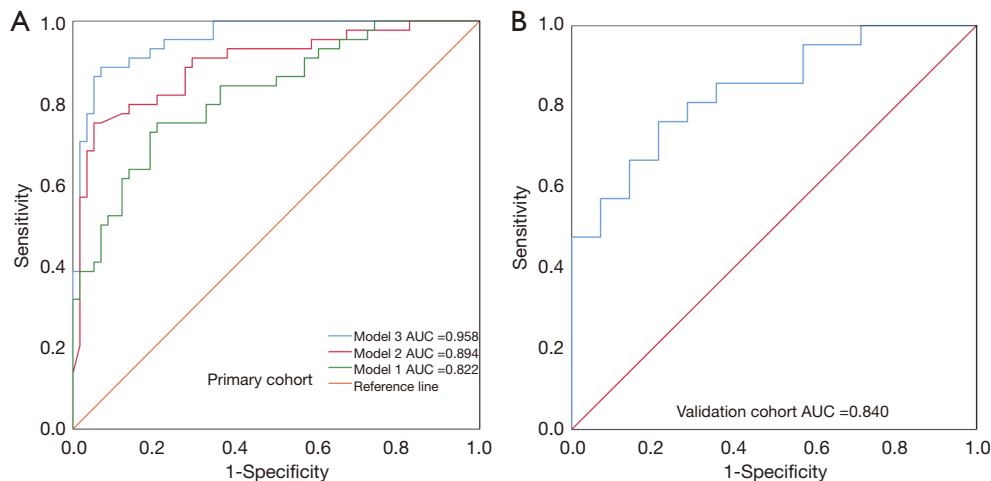 A
1.0
0.8
0.6
0.4
0.2
0.0
Sensitivity
0.0
0.2
0.4
0.6
0.8
1.0
1-Specificity
Model 3 AUC =0.958
Model 2 AUC =0.894
Model 1 AUC =0.822
Reference line
Primary cohort
B
1.0
0.8
0.6
0.4
0.2
0.0
Sensitivity
0.0
0.2
0.4
0.6
0.8
1.0
1-Specificity
Validation cohort AUC =0.840